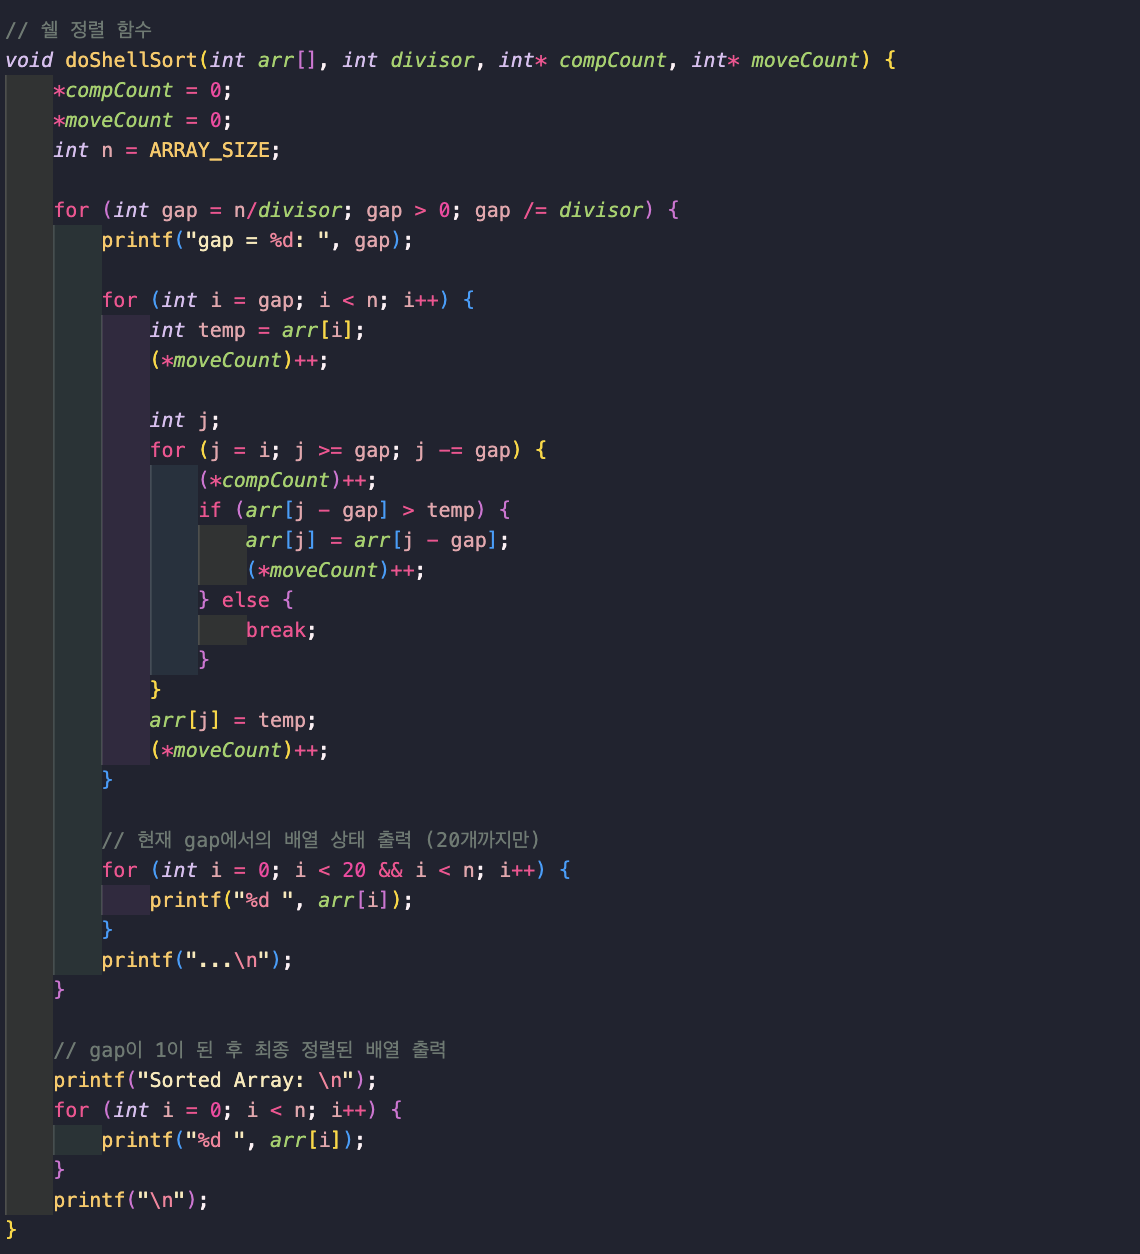 // 쉘 정렬 함수
void doShellSort(int arr[], int divisor, int* compCount, int* moveCount) {
    *compCount = 0;
    *moveCount = 0;
    int n = ARRAY_SIZE;

    for (int gap = n/divisor; gap > 0; gap /= divisor) {
        printf("gap = %d: ", gap);

        for (int i = gap; i < n; i++) {
            int temp = arr[i];
            (*moveCount)++;

            int j;
            for (j = i; j >= gap; j -= gap) {
                (*compCount)++;
                if (arr[j - gap] > temp) {
                    arr[j] = arr[j - gap];
                    (*moveCount)++;
                } else {
                    break;
                }
            }
            arr[j] = temp;
            (*moveCount)++;
        }

        // 현재 gap에서의 배열 상태 출력 (20개까지만)
        for (int i = 0; i < 20 && i < n; i++) {
            printf("%d ", arr[i]);
        }
        printf("...\n");
    }

    // gap이 1이 된 후 최종 정렬된 배열 출력
    printf("Sorted Array: \n");
    for (int i = 0; i < n; i++) {
        printf("%d ", arr[i]);
    }
    printf("\n");
}